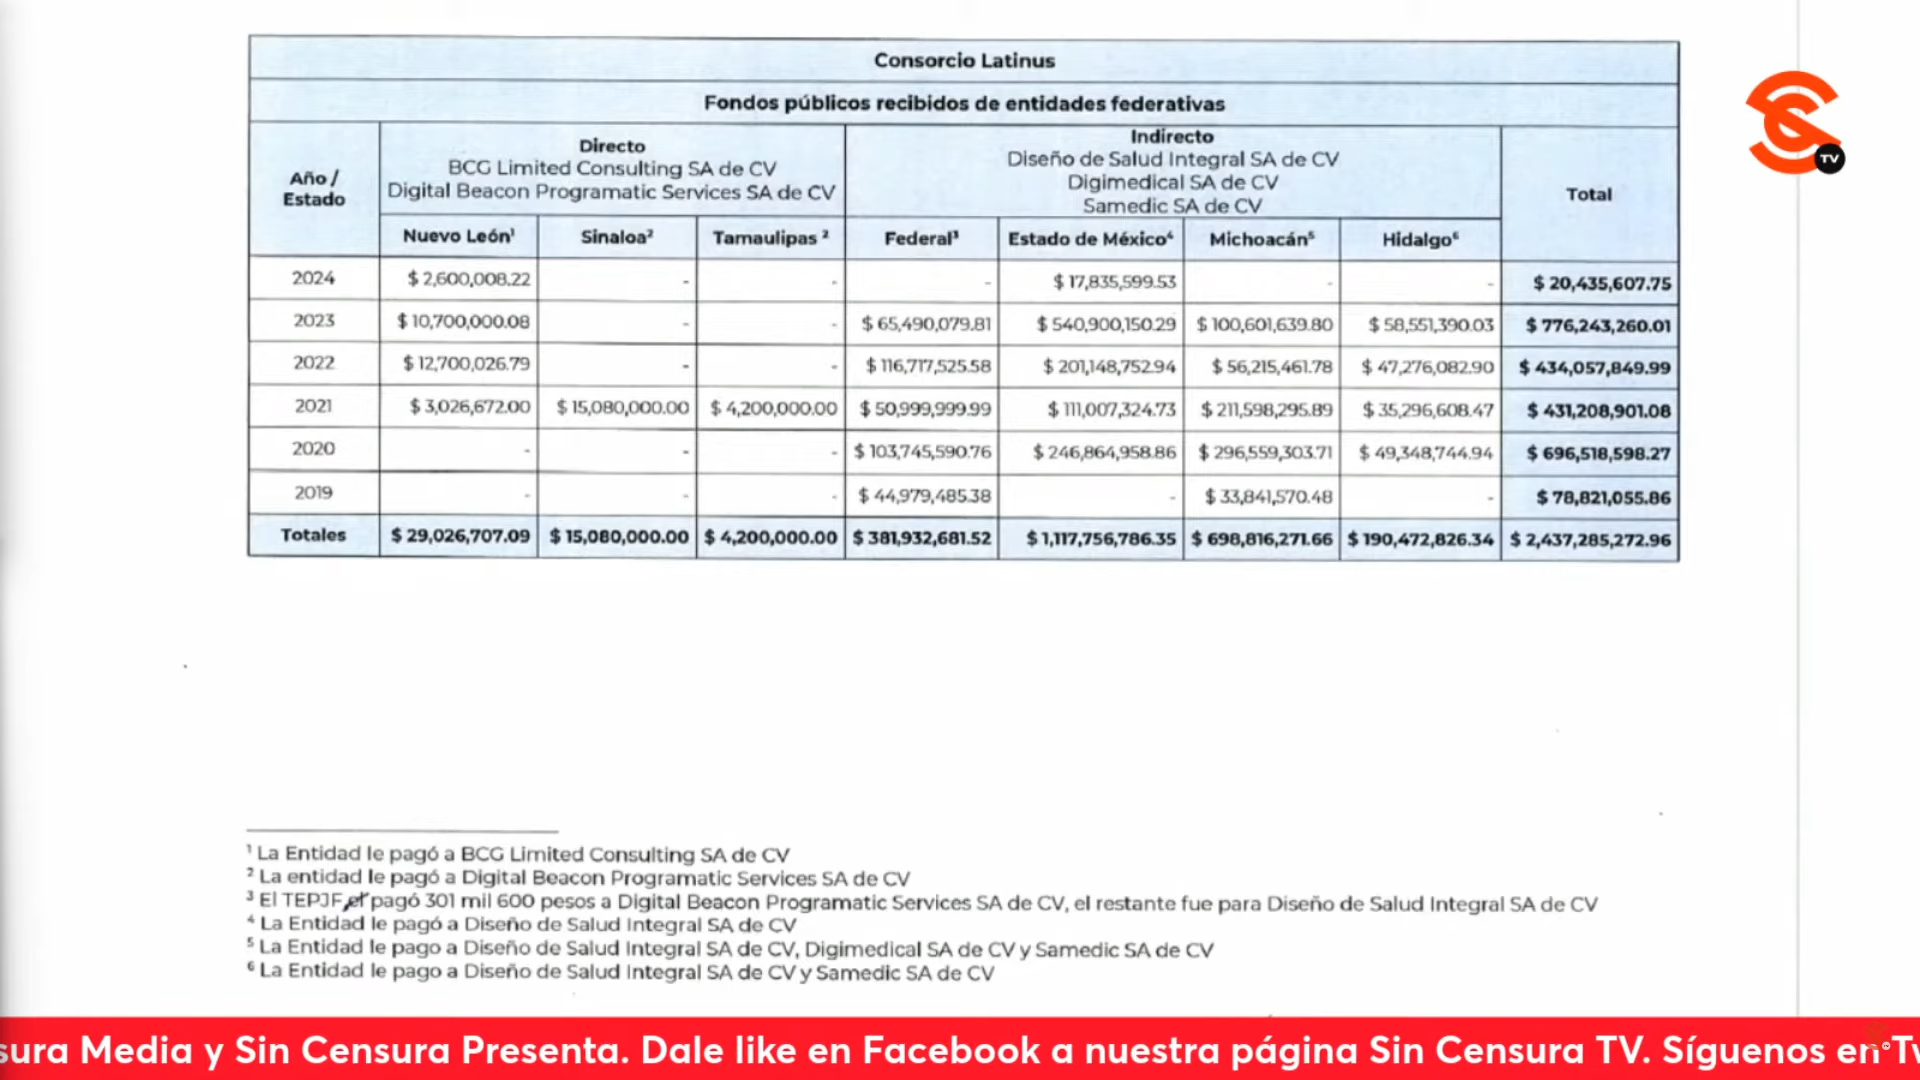 Consorcio Latinus
Fondos públicos recibidos de entidades federativas
Año / Estado
Directo
BCG Limited Consulting SA de CV
Digital Beacon Programatic Services SA de CV
Indirecto
Diseño de Salud Integral SA de CV
Digimedical SA de CV
Samedic SA de CV
Total
Nuevo León¹ Sinaloa² Tamaulipas ² Federal³ Estado de México⁴ Michoacán⁵ Hidalgo⁶
2024 $ 2,600,008.22 - - - $ 17,835,599.53 - - $ 20,435,607.75
2023 $ 10,700,000.08 - - $ 65,490,079.81 $ 540,900,150.29 $ 100,601,639.80 $ 58,551,390.03 $ 776,243,260.01
2022 $ 12,700,026.79 - - $ 116,717,525.58 $ 201,148,752.94 $ 56,215,461.78 $ 47,276,082.90 $ 434,057,849.99
2021 $ 3,026,672.00 $ 15,080,000.00 $ 4,200,000.00 $ 50,999,999.99 $ 111,007,324.73 $ 211,598,295.89 $ 35,296,608.47 $ 431,208,901.08
2020 - - - $ 103,745,590.76 $ 246,864,958.86 $ 296,559,303.71 $ 49,348,744.94 $ 696,518,598.27
2019 - - - $ 44,979,485.38 - $ 33,841,570.48 - $ 78,821,055.86
Totales $ 29,026,707.09 $ 15,080,000.00 $ 4,200,000.00 $ 381,932,681.52 $ 1,117,756,786.35 $ 698,816,271.66 $ 190,472,826.34 $ 2,437,285,272.96
TV
¹ La Entidad le pagó a BCG Limited Consulting SA de CV
² La entidad le pagó a Digital Beacon Programatic Services SA de CV
³ El TEPJF, pagó 301 mil 600 pesos a Digital Beacon Programatic Services SA de CV, el restante fue para Diseño de Salud Integral SA de CV
⁴ La Entidad le pagó a Diseño de Salud Integral SA de CV
⁵ La Entidad le pago a Diseño de Salud Integral SA de CV, Digimedical SA de CV y Samedic SA de CV
⁶ La Entidad le pago a Diseño de Salud Integral SA de CV y Samedic SA de CV
sura Media y Sin Censura Presenta. Dale like en Facebook a nuestra página Sin Censura TV. Síguenos en Tw